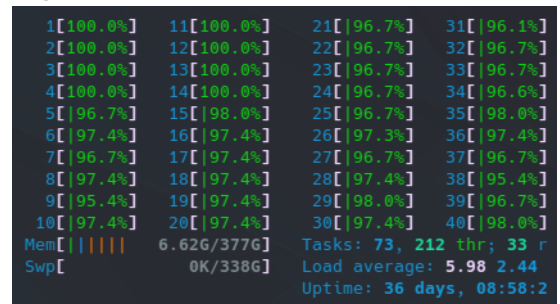 1[100.0%] 11[100.0%] 21[|96.7%] 31[|96.1%]
2[100.0%] 12[100.0%] 22[|96.7%] 32[|96.7%]
3[100.0%] 13[100.0%] 23[|96.7%] 33[|96.7%]
4[100.0%] 14[100.0%] 24[|96.7%] 34[|96.6%]
5[|96.7%] 15[|98.0%] 25[|96.7%] 35[|98.0%]
6[|97.4%] 16[|97.4%] 26[|97.3%] 36[|97.4%]
7[|96.7%] 17[|97.4%] 27[|96.7%] 37[|96.7%]
8[|97.4%] 18[|97.4%] 28[|97.4%] 38[|95.4%]
9[|95.4%] 19[|97.4%] 29[|98.0%] 39[|96.7%]
10[|97.4%] 20[|97.4%] 30[|97.4%] 40[|98.0%]
Mem[|||||| 6.62G/377G] Tasks: 73, 212 thr; 33 r
Swp[ 0K/338G] Load average: 5.98 2.44
Uptime: 36 days, 08:58:2